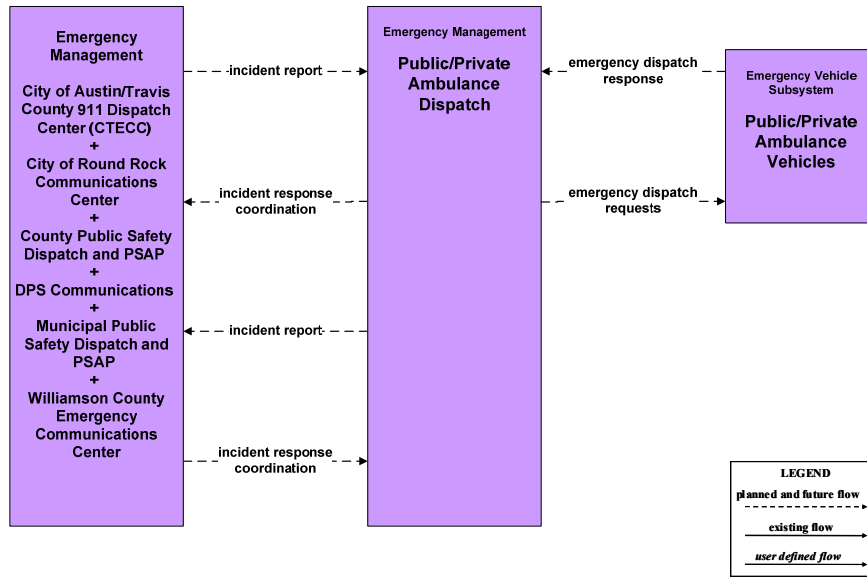 Emergency
Management
City of Austin/Travis
County 911 Dispatch
Center (CTECC)
+
City of Round Rock
Communications
Center
+
County Public Safety
Dispatch and PSAP
+
DPS Communications
+
Municipal Public
Safety Dispatch and
PSAP
+
Williamson County
Emergency
Communications
Center
incident report
incident response
coordination
incident report
incident response
coordination
Emergency Management
Public/Private
Ambulance
Dispatch
emergency dispatch
response
emergency dispatch
requests
Emergency Vehicle
Subsystem
Public/Private
Ambulance
Vehicles
LEGEND
planned and future flow
existing flow
user defined flow